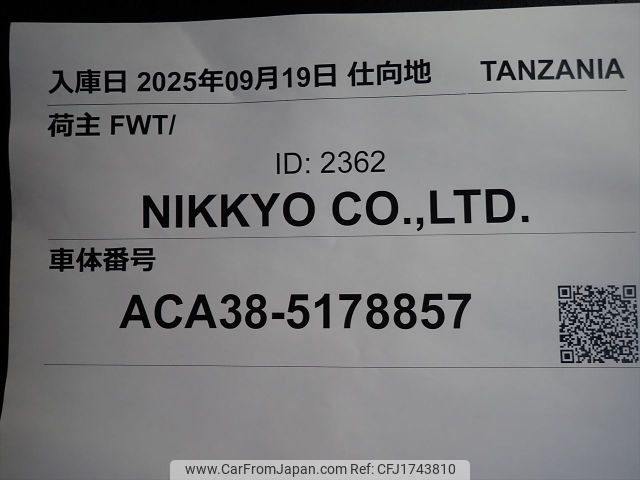 入庫日 2025年09月19日 仕向地 TANZANIA
荷主 FWT/
ID: 2362
NIKKYO CO.,LTD.
車体番号
ACA38-5178857
www.CarFromJapan.com CFJ1743810